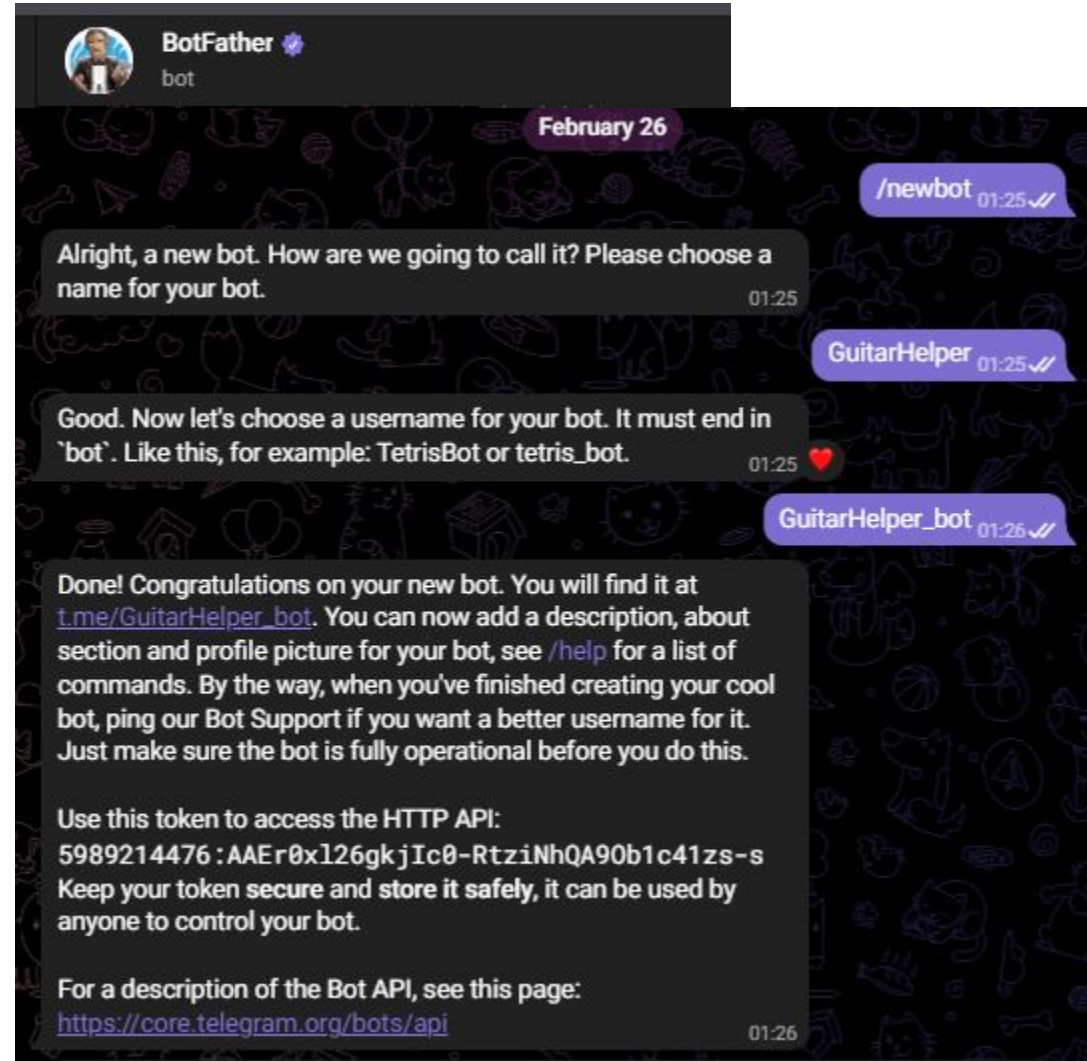 BotFather
bot
February 26
/newbot 01:25
Alright, a new bot. How are we going to call it? Please choose a
name for your bot.
01:25
GuitarHelper 01:25
Good. Now let's choose a username for your bot. It must end in
`bot`. Like this, for example: TetrisBot or tetris_bot.
01:25
GuitarHelper_bot 01:26
Done! Congratulations on your new bot. You will find it at
t.me/GuitarHelper_bot. You can now add a description, about
section and profile picture for your bot, see /help for a list of
commands. By the way, when you've finished creating your cool
bot, ping our Bot Support if you want a better username for it.
Just make sure the bot is fully operational before you do this.
Use this token to access the HTTP API:
5989214476:AAEr0xl26gkjIc0-RtziNhQA9Ob1c41zs-s
Keep your token secure and store it safely, it can be used by
anyone to control your bot.
For a description of the Bot API, see this page:
https://core.telegram.org/bots/api
01:26